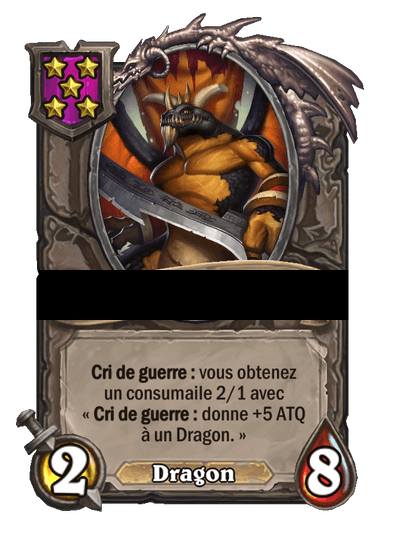 Cri de guerre : vous obtenez
un consumaile 2/1 avec
« Cri de guerre : donne +5 ATQ
à un Dragon. »
2
Dragon
8